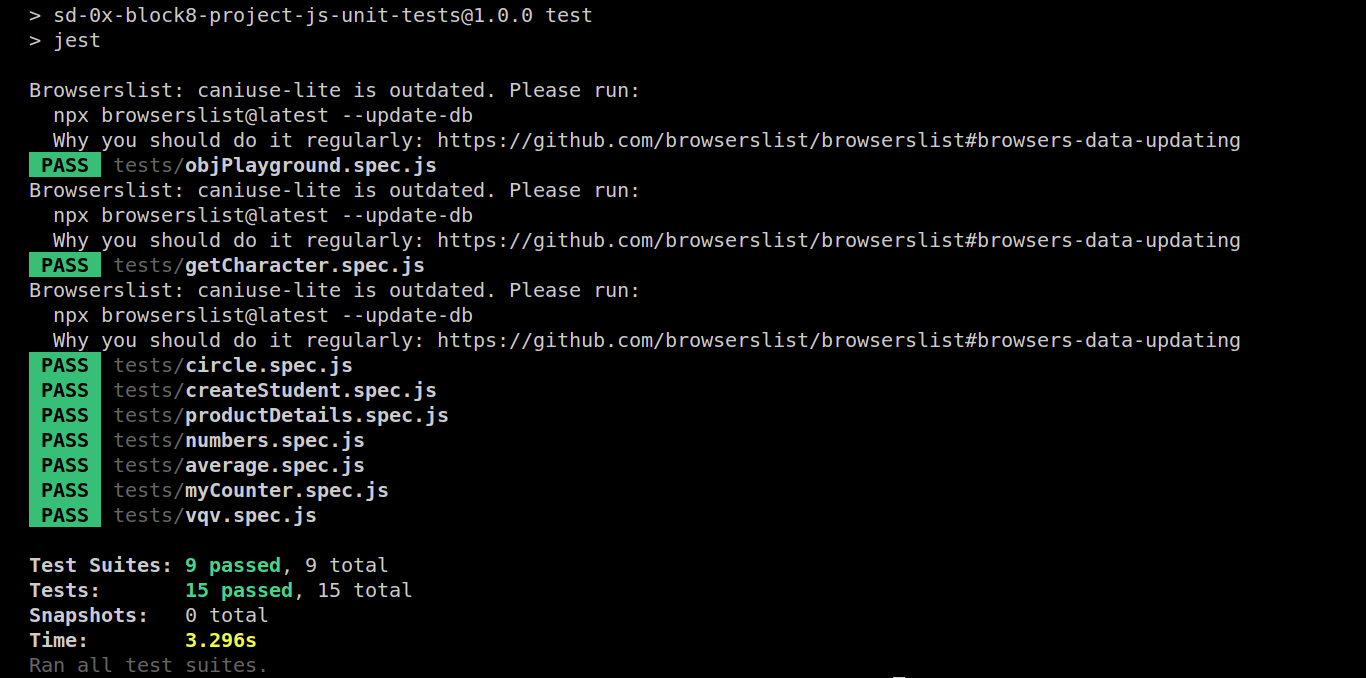 > sd-0x-block8-project-js-unit-tests@1.0.0 test
> jest
Browserslist: caniuse-lite is outdated. Please run:
npx browserslist@latest --update-db
Why you should do it regularly: https://github.com/browserslist/browserslist#browsers-data-updating
PASS tests/objPlayground.spec.js
Browserslist: caniuse-lite is outdated. Please run:
npx browserslist@latest --update-db
Why you should do it regularly: https://github.com/browserslist/browserslist#browsers-data-updating
PASS tests/getCharacter.spec.js
Browserslist: caniuse-lite is outdated. Please run:
npx browserslist@latest --update-db
Why you should do it regularly: https://github.com/browserslist/browserslist#browsers-data-updating
PASS tests/circle.spec.js
PASS tests/createStudent.spec.js
PASS tests/productDetails.spec.js
PASS tests/numbers.spec.js
PASS tests/average.spec.js
PASS tests/myCounter.spec.js
PASS tests/vqv.spec.js
Test Suites: 9 passed, 9 total
Tests: 15 passed, 15 total
Snapshots: 0 total
Time: 3.296s
Ran all test suites.